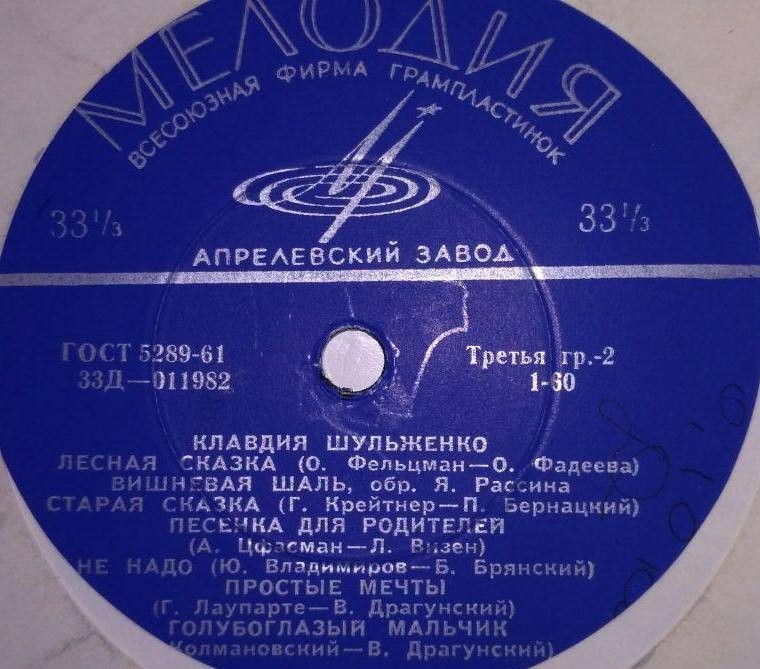 МЕЛОДИЯ
ВСЕСОЮЗНАЯ ФИРМА ГРАМПЛАСТИНОК
33⅓ 33⅓
АПРЕЛЕВСКИЙ ЗАВОД
ГОСТ 5289-61 Третья гр.-2
33Д—011982 1-60
КЛАВДИЯ ШУЛЬЖЕНКО
ЛЕСНАЯ СКАЗКА (О. Фельцман—О. Фадеева)
ВИШНЕВАЯ ШАЛЬ, обр. Я. Рассина
СТАРАЯ СКАЗКА (Г. Крейтнер—П. Бернацкий)
ПЕСЕНКА ДЛЯ РОДИТЕЛЕЙ
(А. Цфасман—Л. Визен)
НЕ НАДО (Ю. Владимиров—Б. Брянский)
ПРОСТЫЕ МЕЧТЫ
(Г. Лаупарте—В. Драгунский)
ГОЛУБОГЛАЗЫЙ МАЛЬЧИК
Колмановский—В. Драгунский)